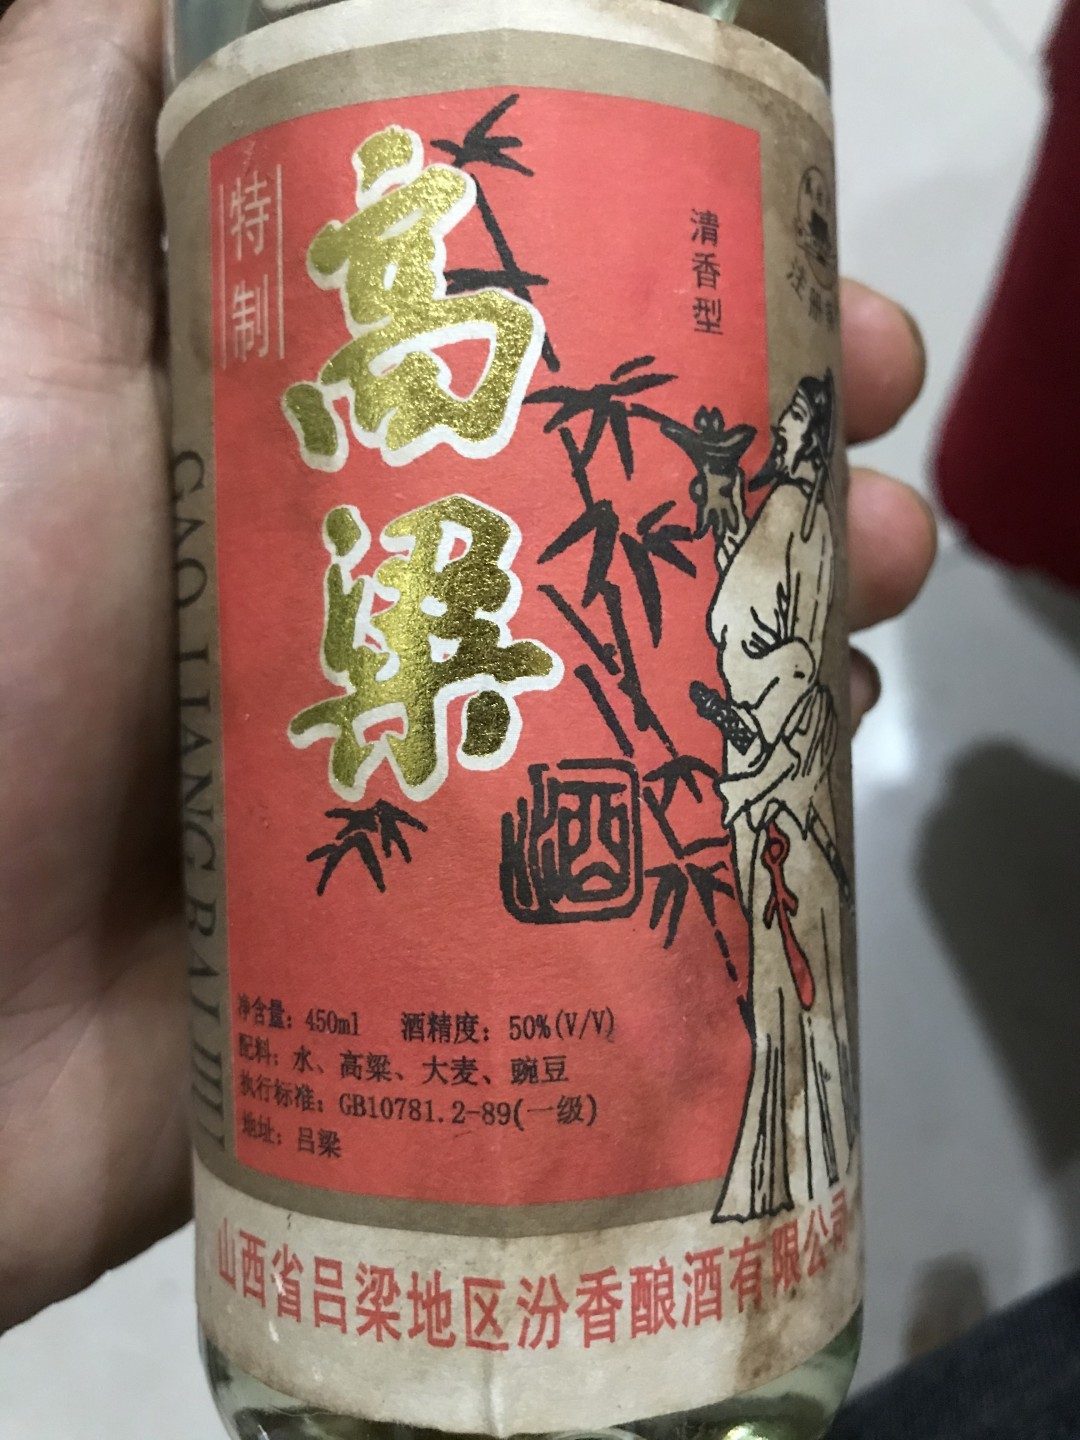 特制
高粱
酒
清香型
GAO LIANG BAI JIU
净含量：450ml 酒精度：50%(V/V)
配料：水、高粱、大麦、豌豆
执行标准：GB10781.2-89(一级)
地址：吕梁
山西省吕梁地区汾香酿酒有限公司